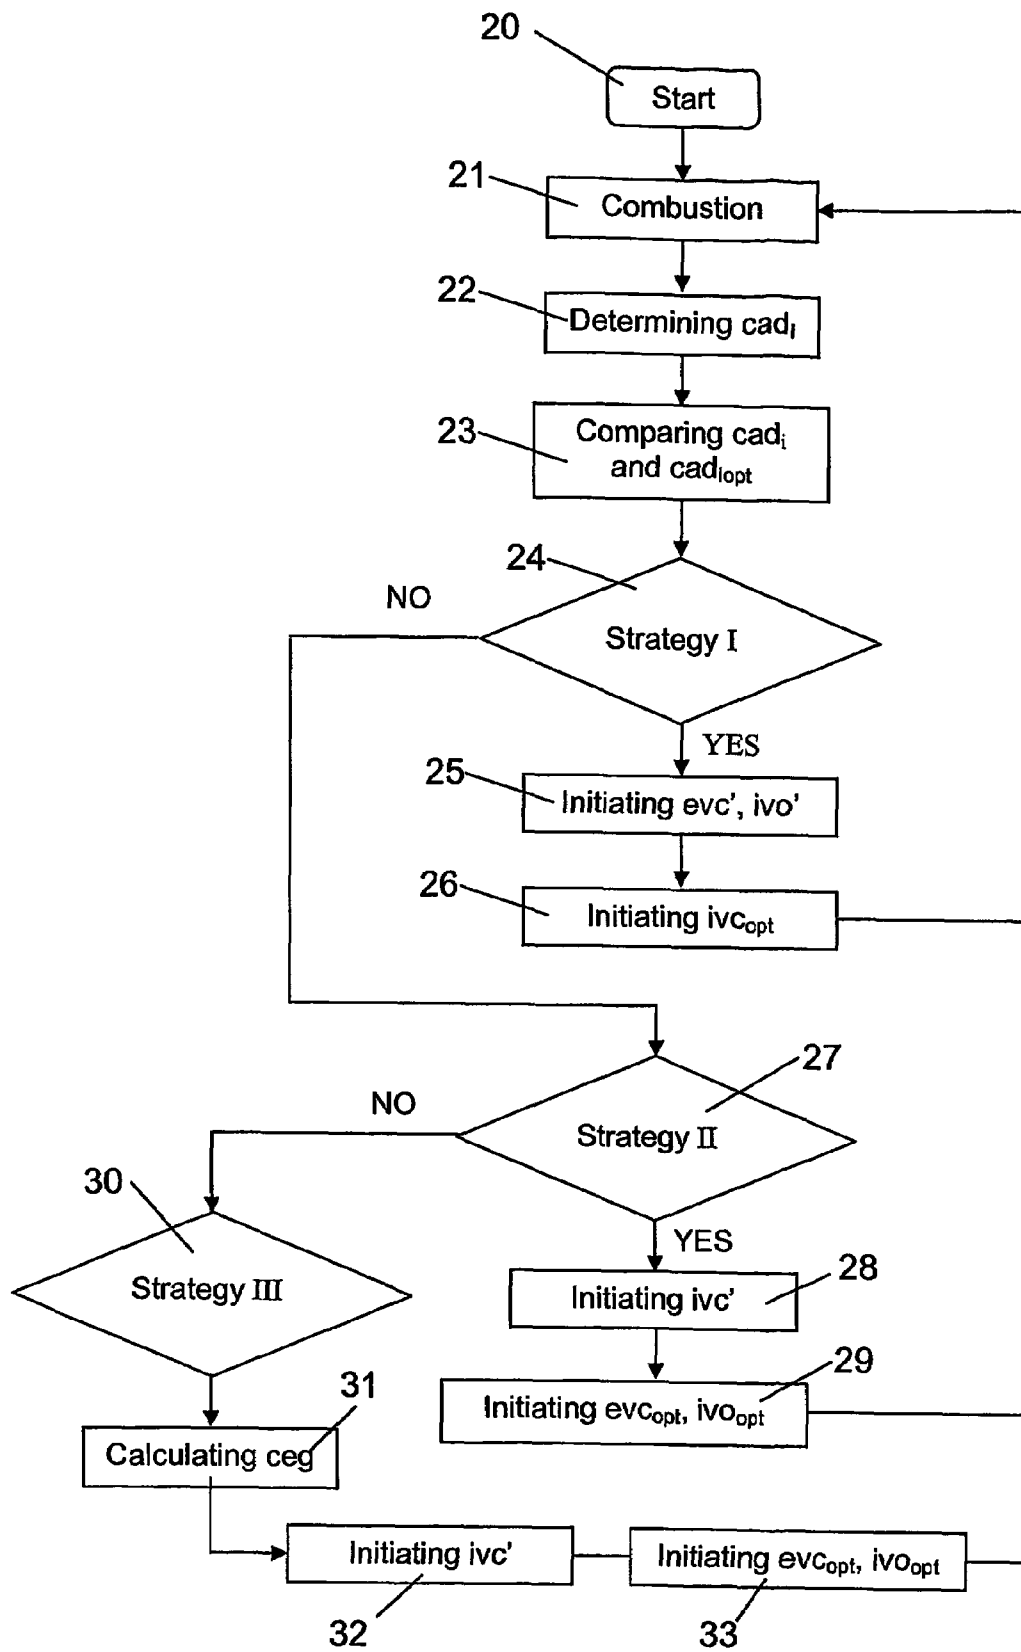 20
Start
21
Combustion
22
Determining cadi
23
Comparing cadi
and cadiopt
24
NO
Strategy I
YES
25
Initiating evc', ivo'
26
Initiating ivcopt
27
NO
Strategy II
30
YES
Strategy III
28
Initiating ivc'
29
Initiating evcopt, ivoopt
31
Calculating ceg
Initiating ivc'
Initiating evcopt, ivoopt
32
33